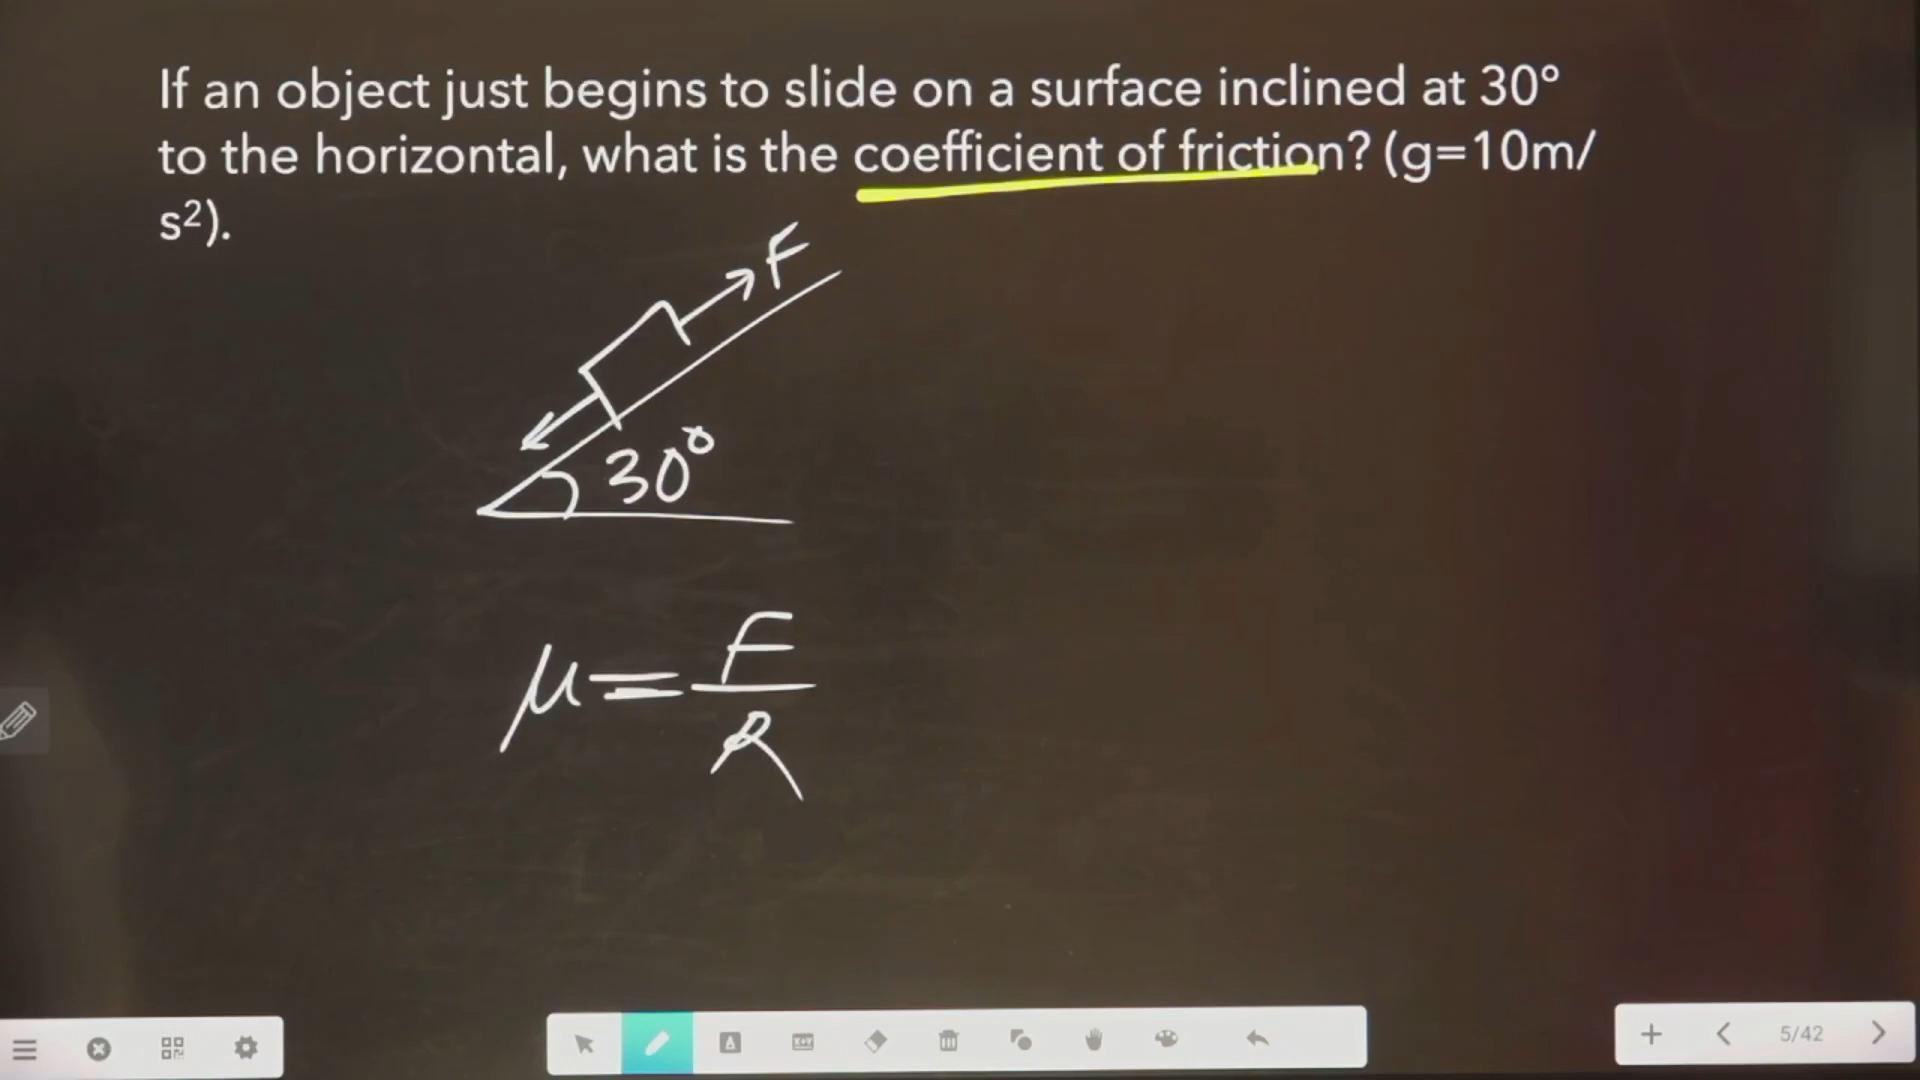 If an object just begins to slide on a surface inclined at 30°
to the horizontal, what is the coefficient of friction? (g=10m/
s²).
F
30°
μ = F
R
5/42